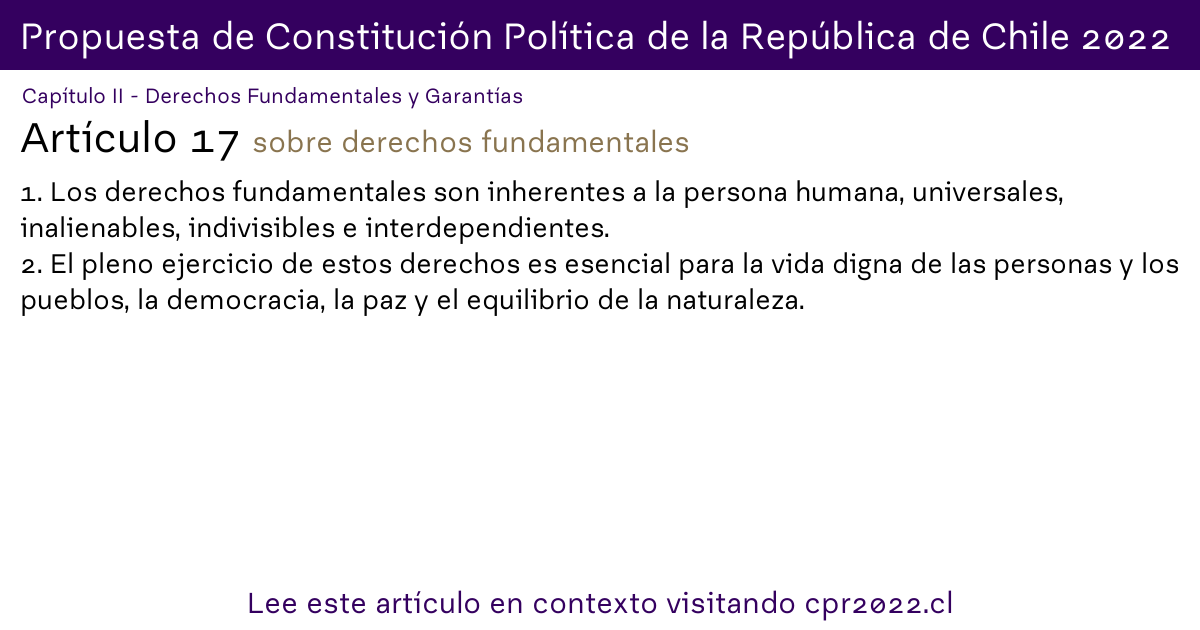 Propuesta de Constitución Política de la República de Chile 2022
Capítulo II - Derechos Fundamentales y Garantías
Artículo 17 sobre derechos fundamentales
1. Los derechos fundamentales son inherentes a la persona humana, universales,
inalienables, indivisibles e interdependientes.
2. El pleno ejercicio de estos derechos es esencial para la vida digna de las personas y los
pueblos, la democracia, la paz y el equilibrio de la naturaleza.
Lee este artículo en contexto visitando cpr2022.cl